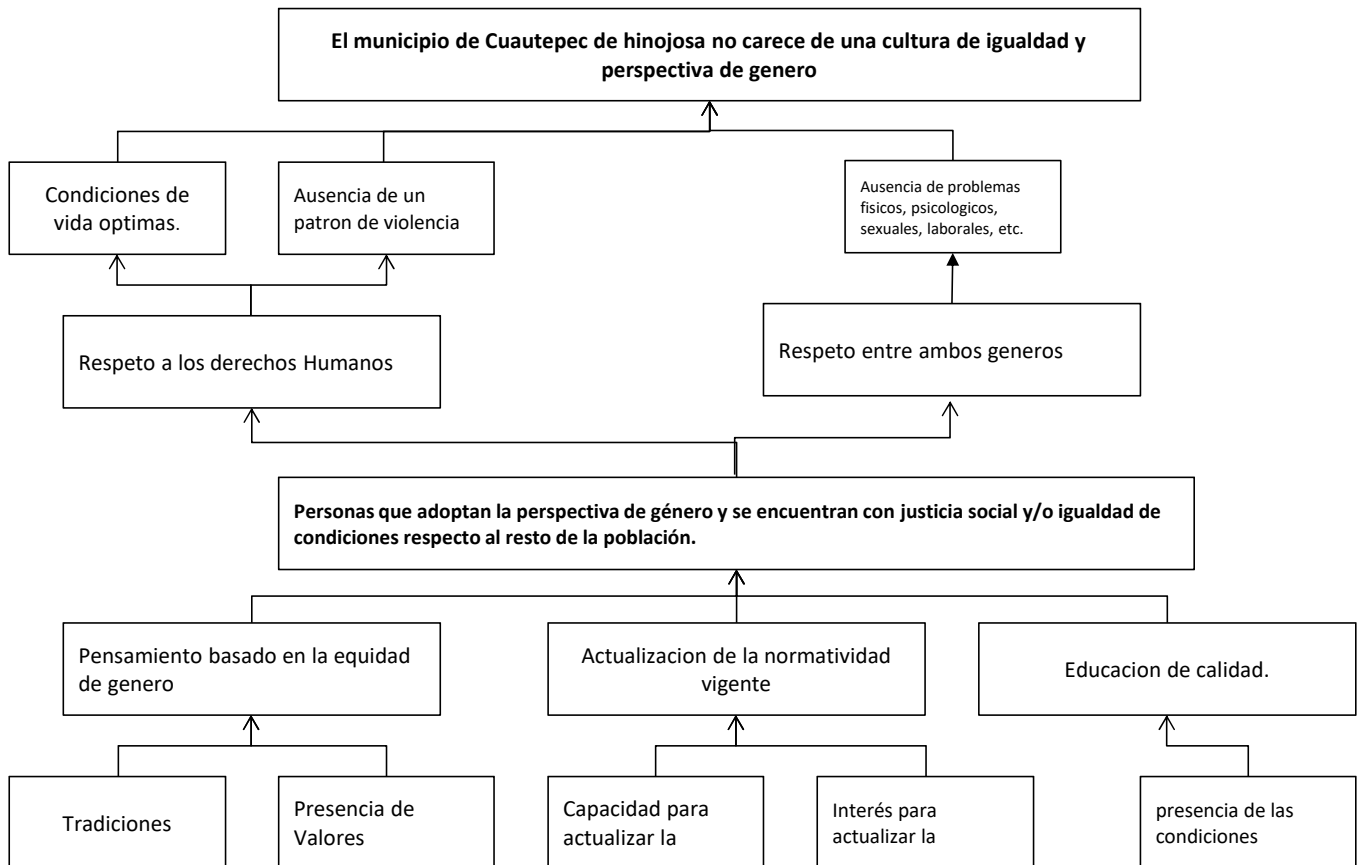 El municipio de Cuautepec de hinojosa no carece de una cultura de igualdad y
perspectiva de genero
Condiciones de
vida optimas.
Ausencia de un
patron de violencia
Ausencia de problemas
fisicos, psicologicos,
sexuales, laborales, etc.
Respeto a los derechos Humanos
Respeto entre ambos generos
Personas que adoptan la perspectiva de género y se encuentran con justicia social y/o igualdad de
condiciones respecto al resto de la población.
Pensamiento basado en la equidad
de genero
Actualizacion de la normatividad
vigente
Educacion de calidad.
Tradiciones
Presencia de
Valores
Capacidad para
actualizar la
Interés para
actualizar la
presencia de las
condiciones